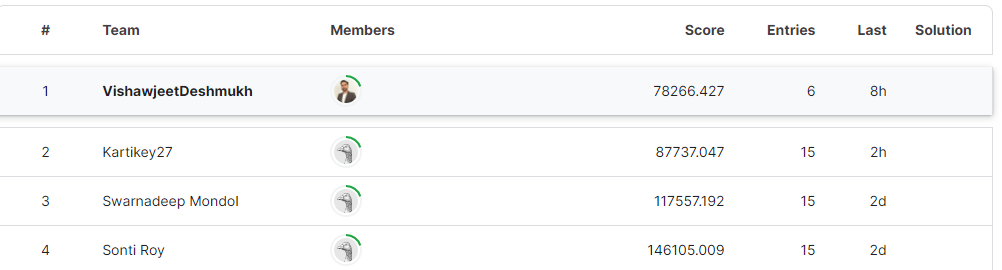 # Team Members Score Entries Last Solution
1 VishawjeetDeshmukh 78266.427 6 8h
2 Kartikey27 87737.047 15 2h
3 Swarnadeep Mondol 117557.192 15 2d
4 Sonti Roy 146105.009 15 2d